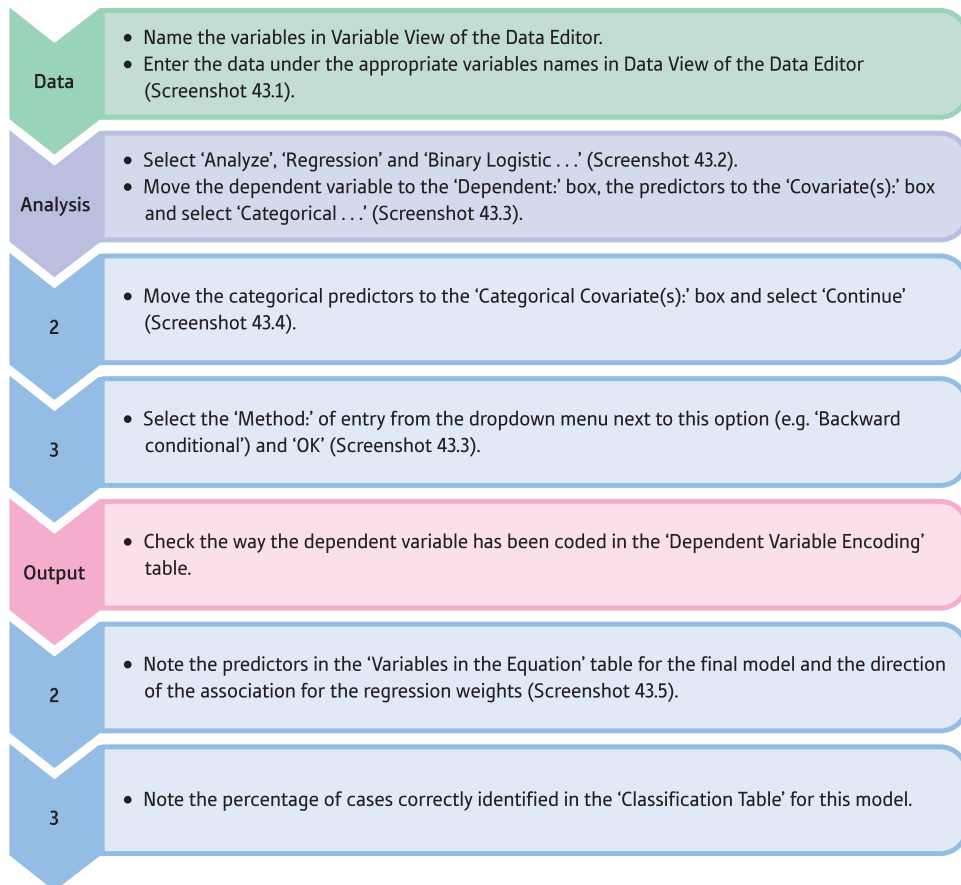 Data
• Name the variables in Variable View of the Data Editor.
• Enter the data under the appropriate variables names in Data View of the Data Editor
(Screenshot 43.1).
Analysis
• Select ‘Analyze’, ‘Regression’ and ‘Binary Logistic . . .’ (Screenshot 43.2).
• Move the dependent variable to the ‘Dependent:’ box, the predictors to the ‘Covariate(s):’ box
and select ‘Categorical . . .’ (Screenshot 43.3).
2
• Move the categorical predictors to the ‘Categorical Covariate(s):’ box and select ‘Continue’
(Screenshot 43.4).
3
• Select the ‘Method:’ of entry from the dropdown menu next to this option (e.g. ‘Backward
conditional’) and ‘OK’ (Screenshot 43.3).
Output
• Check the way the dependent variable has been coded in the ‘Dependent Variable Encoding’
table.
2
• Note the predictors in the ‘Variables in the Equation’ table for the final model and the direction
of the association for the regression weights (Screenshot 43.5).
3
• Note the percentage of cases correctly identified in the ‘Classification Table’ for this model.